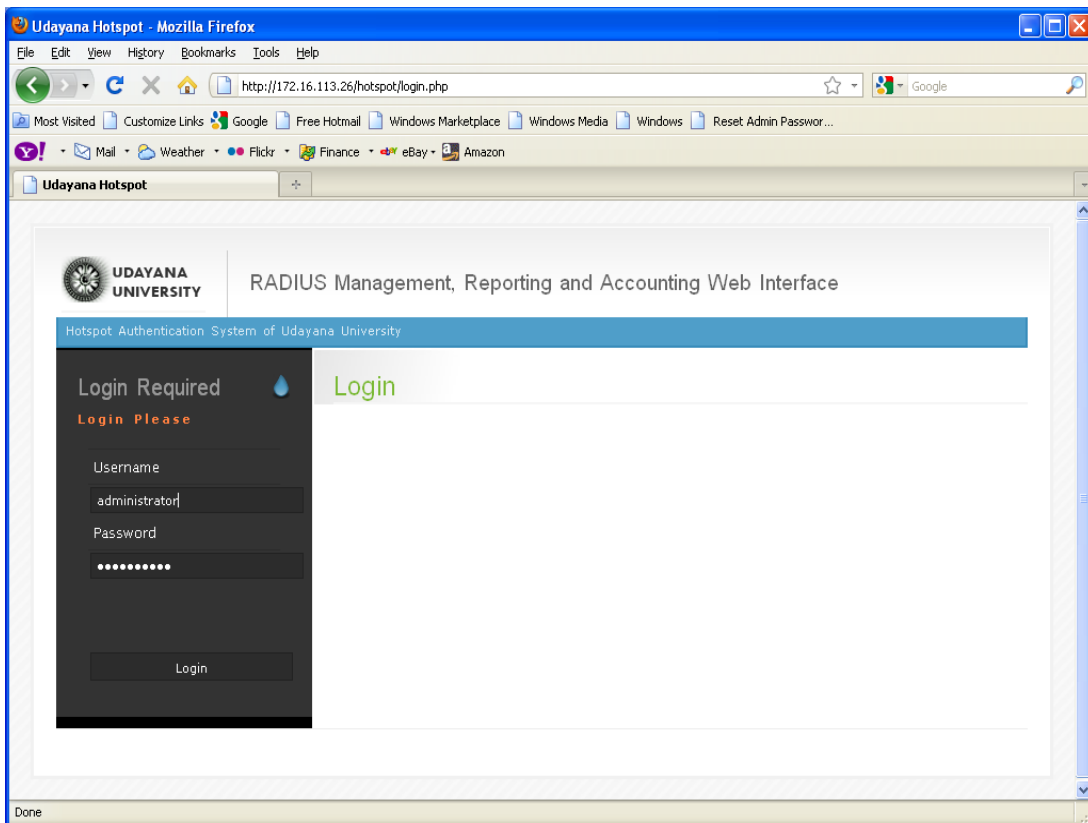 Udayana Hotspot - Mozilla Firefox
File Edit View History Bookmarks Tools Help
http://172.16.113.26/hotspot/login.php Google
Most Visited Customize Links Google Free Hotmail Windows Marketplace Windows Media Windows Reset Admin Passwor...
Y! Mail Weather Flickr Finance eBay Amazon
Udayana Hotspot
UDAYANA
UNIVERSITY
RADIUS Management, Reporting and Accounting Web Interface
Hotspot Authentication System of Udayana University
Login Required
Login
Login Please
Username
administrator
Password
••••••••••
Login
Done